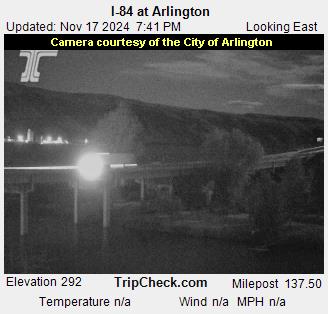 I-84 at Arlington
Updated: Nov 17 2024 7:41 PM Looking East
Camera courtesy of the City of Arlington
Elevation 292 TripCheck.com Milepost 137.50
Temperature n/a Wind n/a MPH n/a